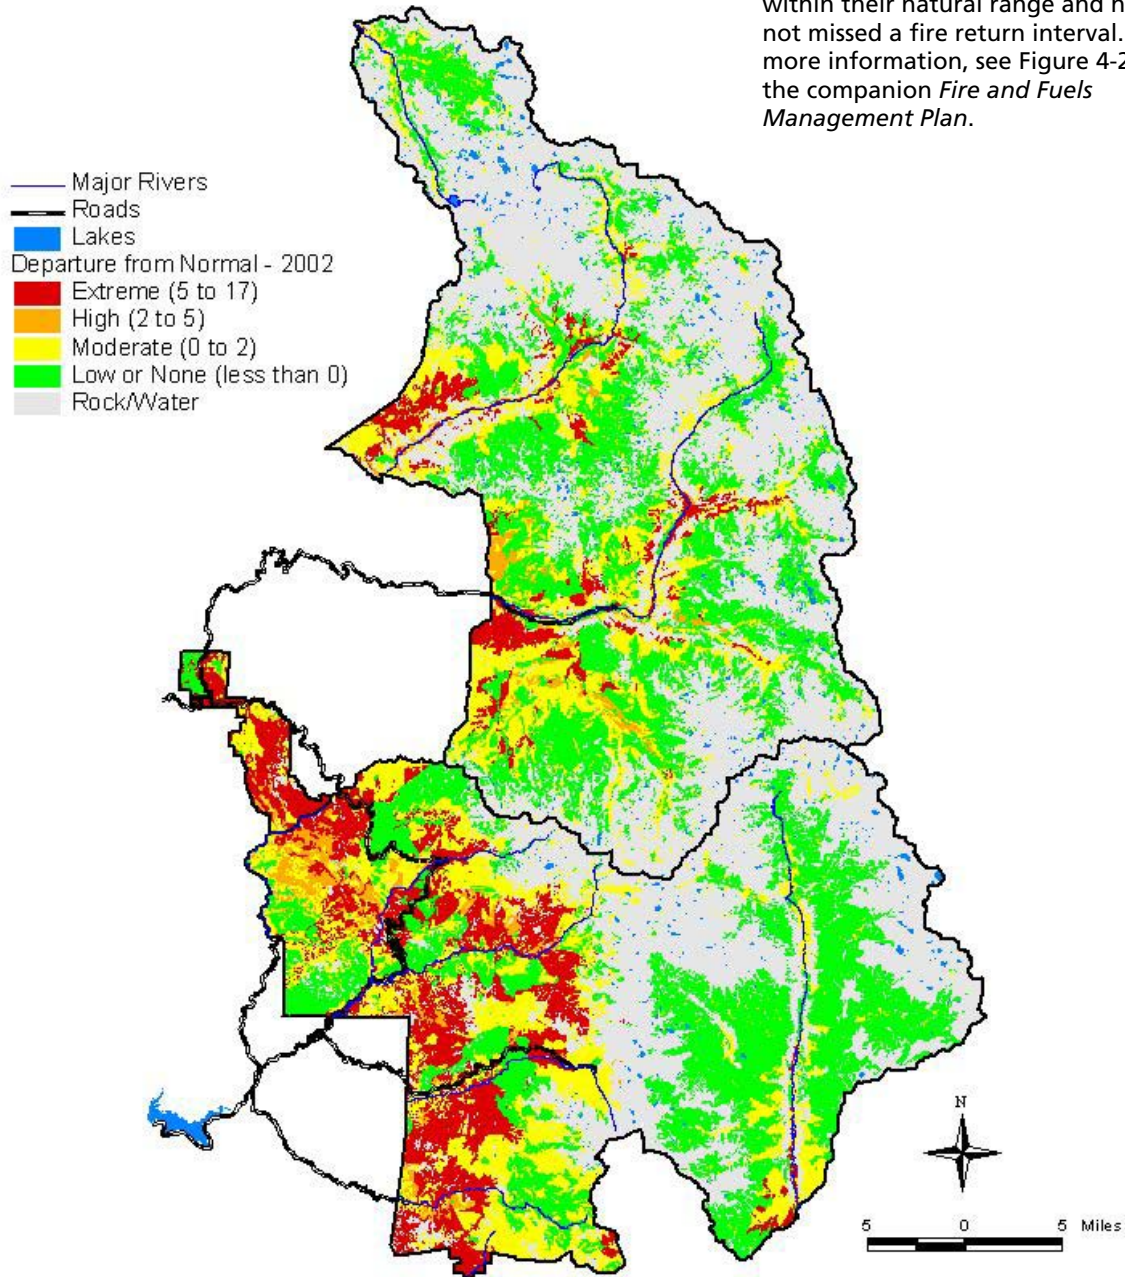 within their natural range and
not missed a fire return interval.
more information, see Figure 4-2
the companion Fire and Fuels
Management Plan.
Major Rivers
Roads
Lakes
Departure from Normal - 2002
Extreme (5 to 17)
High (2 to 5)
Moderate (0 to 2)
Low or None (less than 0)
Rock/Water
N
5 0 5 Miles